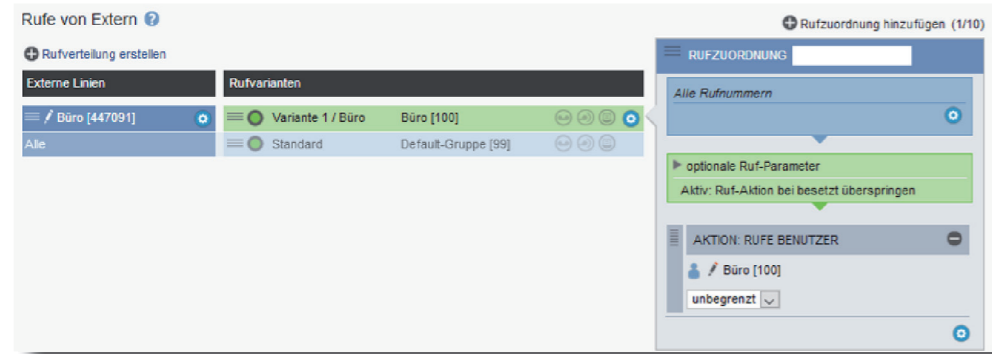 Rufe von Extern ?
Rufverteilung erstellen
Externe Linien
Rufvarianten
Büro [447091]
Variante 1 / Büro
Büro [100]
Alle
Standard
Default-Gruppe [99]
Rufzuordnung hinzufügen (1/10)
RUFZUORDNUNG
Alle Rufnummern
optionale Ruf-Parameter
Aktiv: Ruf-Aktion bei besetzt überspringen
AKTION: RUFE BENUTZER
Büro [100]
unbegrenzt